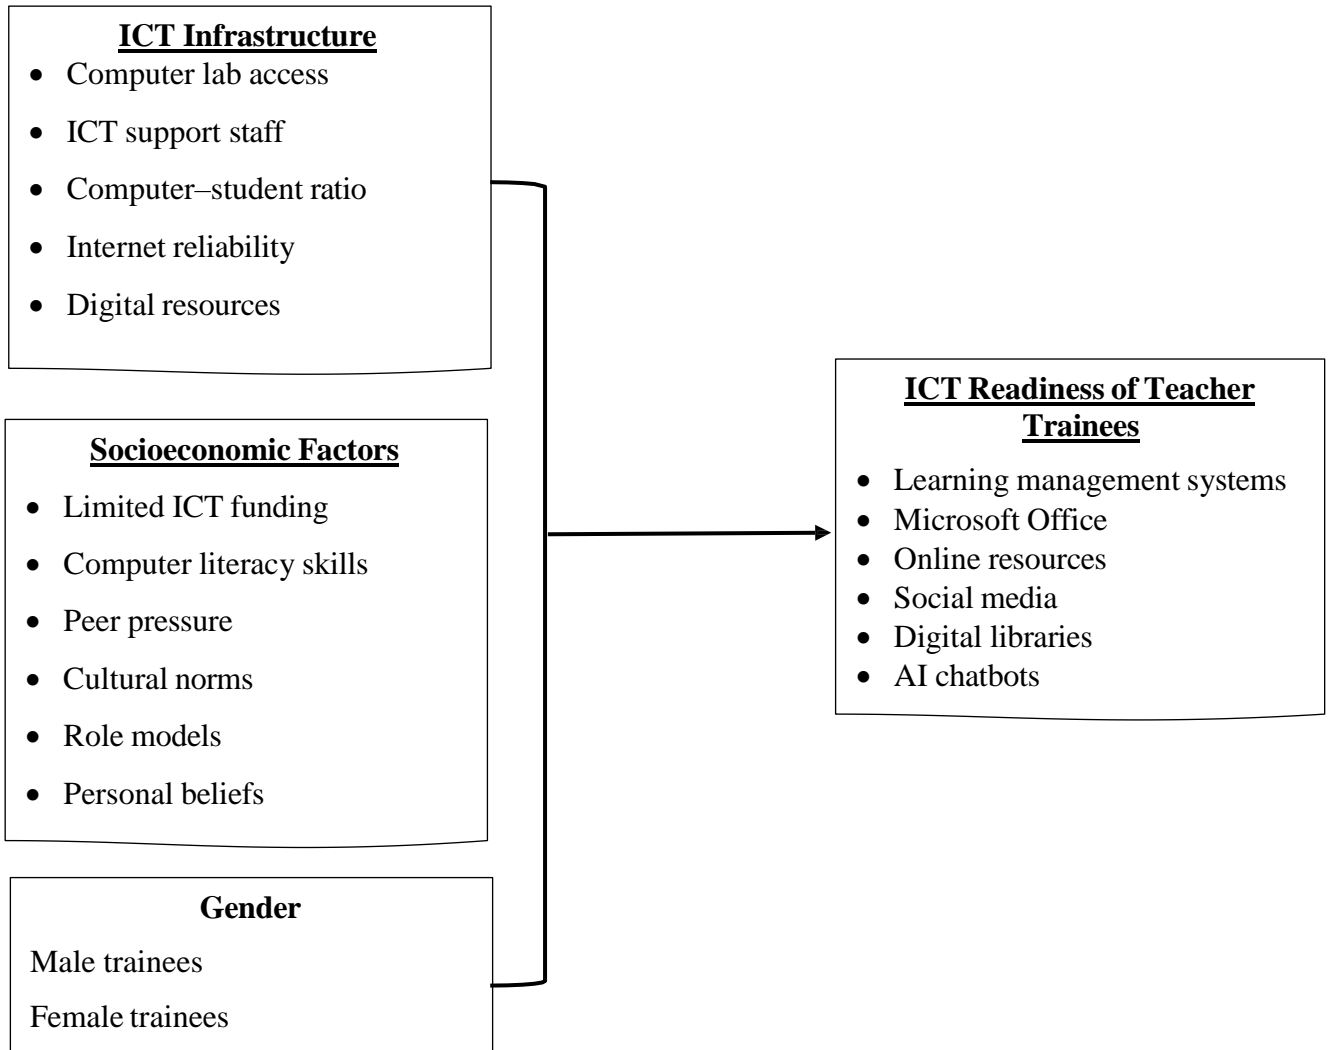 ICT Infrastructure
• Computer lab access
• ICT support staff
• Computer–student ratio
• Internet reliability
• Digital resources
Socioeconomic Factors
• Limited ICT funding
• Computer literacy skills
• Peer pressure
• Cultural norms
• Role models
• Personal beliefs
Gender
Male trainees
Female trainees
ICT Readiness of Teacher
Trainees
• Learning management systems
• Microsoft Office
• Online resources
• Social media
• Digital libraries
• AI chatbots